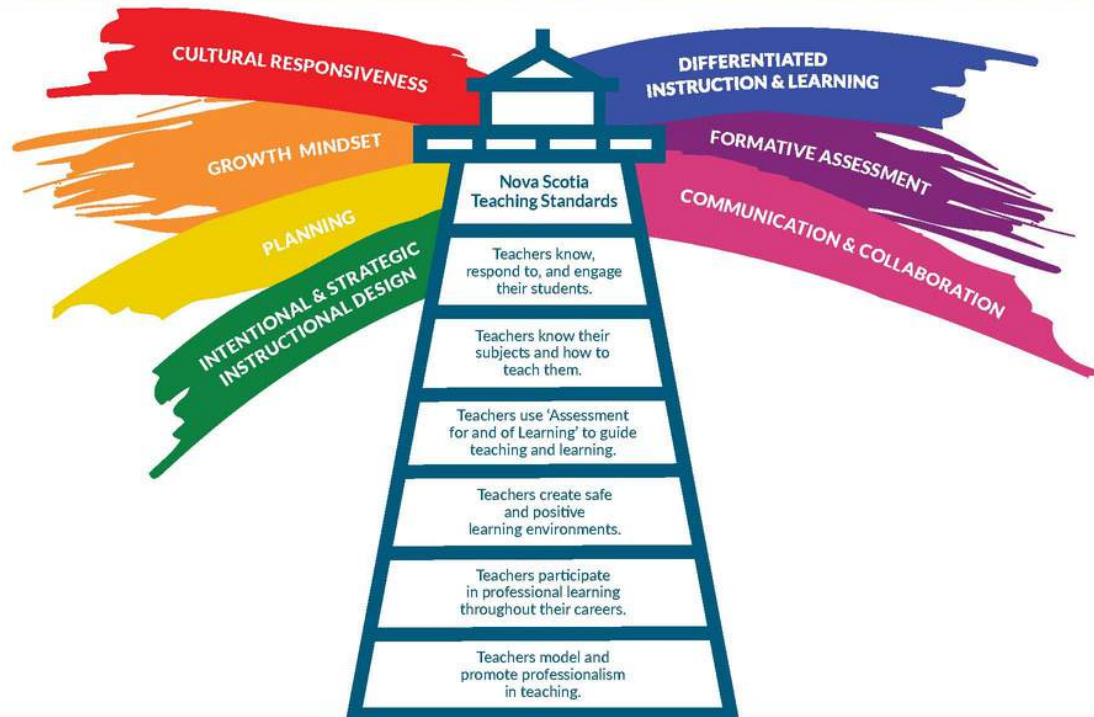 CULTURAL RESPONSIVENESS
GROWTH MINDSET
PLANNING
INTENTIONAL & STRATEGIC
INSTRUCTIONAL DESIGN
DIFFERENTIATED
INSTRUCTION & LEARNING
FORMATIVE ASSESSMENT
COMMUNICATION & COLLABORATION
Nova Scotia
Teaching Standards
Teachers know,
respond to, and engage
their students.
Teachers know their
subjects and how to
teach them.
Teachers use ‘Assessment
for and of Learning’ to guide
teaching and learning.
Teachers create safe
and positive
learning environments.
Teachers participate
in professional learning
throughout their careers.
Teachers model and
promote professionalism
in teaching.